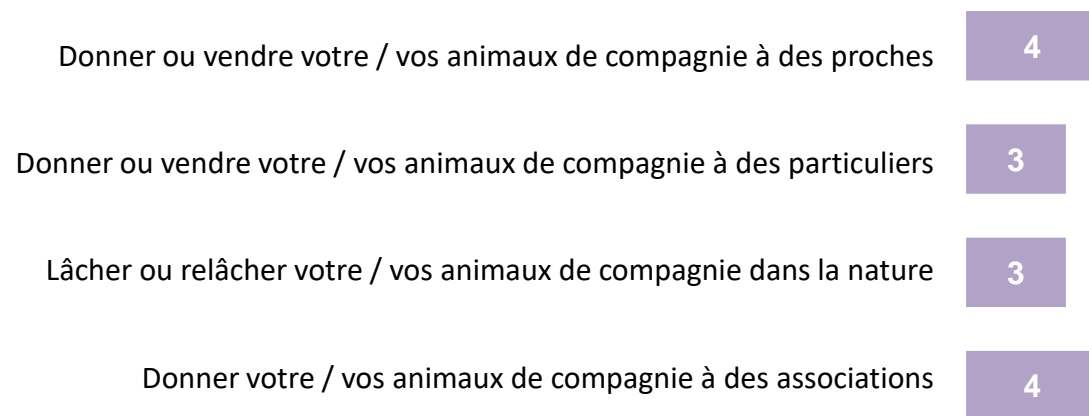 Donner ou vendre votre / vos animaux de compagnie à des proches 4
Donner ou vendre votre / vos animaux de compagnie à des particuliers 3
Lâcher ou relâcher votre / vos animaux de compagnie dans la nature 3
Donner votre / vos animaux de compagnie à des associations 4